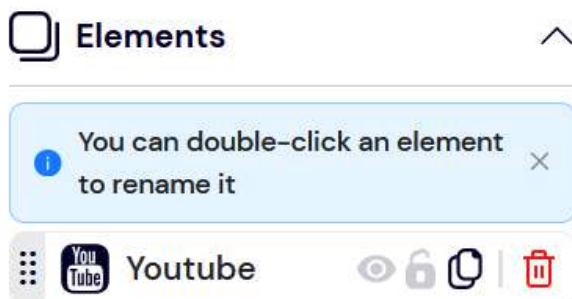 Elements
You can double-click an element
to rename it
You
Tube
Youtube